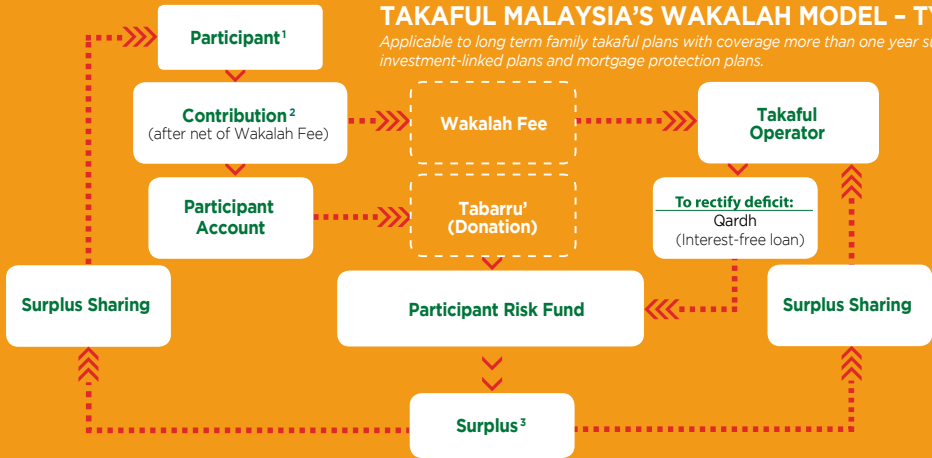 TAKAFUL MALAYSIA'S WAKALAH MODEL –
Applicable to long term family takaful plans with coverage more than one year
investment-linked plans and mortgage protection plans.
Participant¹
Contribution²
(after net of Wakalah Fee)
Wakalah Fee
Takaful
Operator
Participant
Account
Tabarru'
(Donation)
To rectify deficit:
Qardh
(Interest-free loan)
Surplus Sharing
Participant Risk Fund
Surplus Sharing
Surplus³